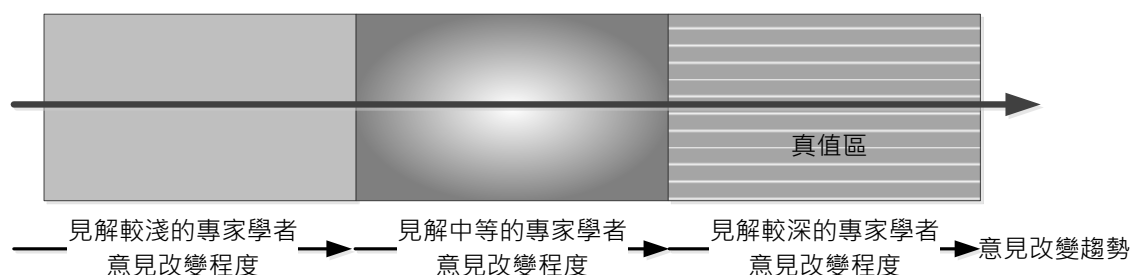 真值區
見解較淺的專家學者
意見改變程度
見解中等的專家學者
意見改變程度
見解較深的專家學者
意見改變程度
意見改變趨勢